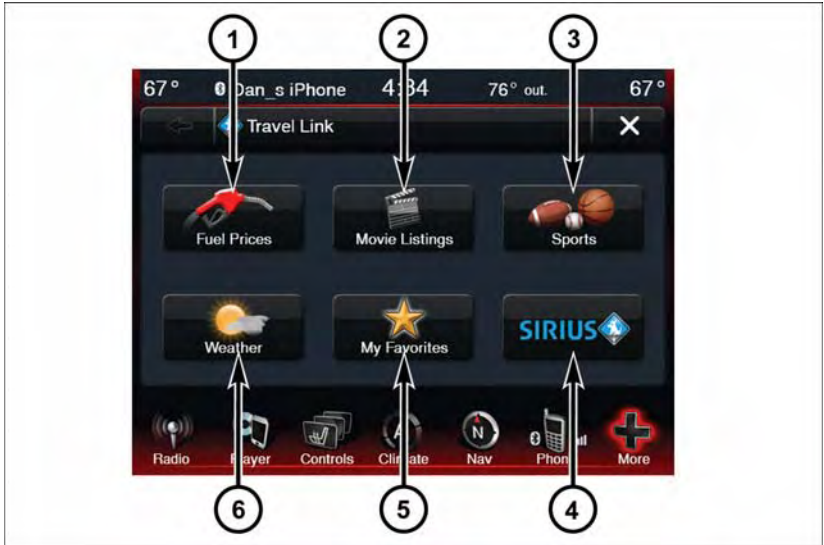 1 2 3
67° Dan_s iPhone 4:34 76° out. 67°
Travel Link X
Fuel Prices Movie Listings Sports
Weather My Favorites SIRIUS
A N
Radio Player Controls Climate Nav Phone More
6 5 4